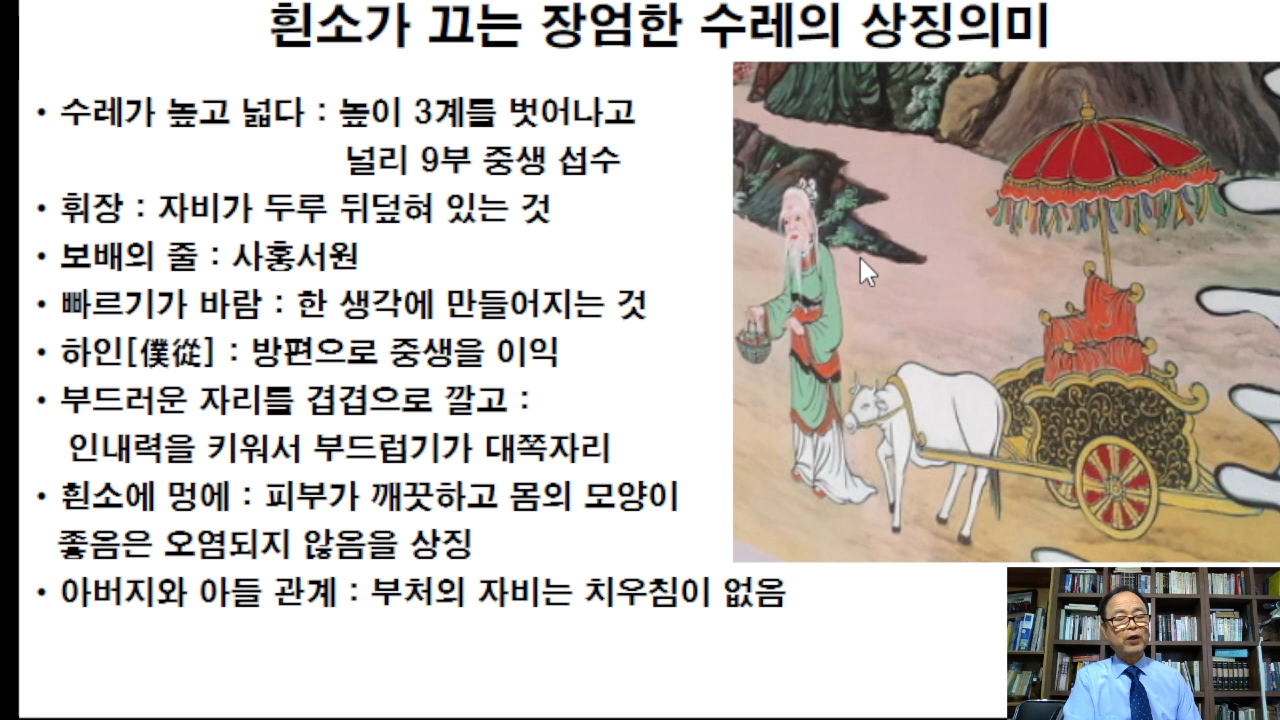 흰소가 끄는 장엄한 수레의 상징의미
• 수레가 높고 넓다 : 높이 3계를 벗어나고
널리 9부 중생 섭수
• 휘장 : 자비가 두루 뒤덮혀 있는 것
• 보배의 줄 : 사홍서원
• 빠르기가 바람 : 한 생각에 만들어지는 것
• 하인[僕從] : 방편으로 중생을 이익
• 부드러운 자리를 겹겹으로 깔고 :
인내력을 키워서 부드럽기가 대쪽자리
• 흰소에 멍에 : 피부가 깨끗하고 몸의 모양이
좋음은 오염되지 않음을 상징
• 아버지와 아들 관계 : 부처의 자비는 치우침이 없음